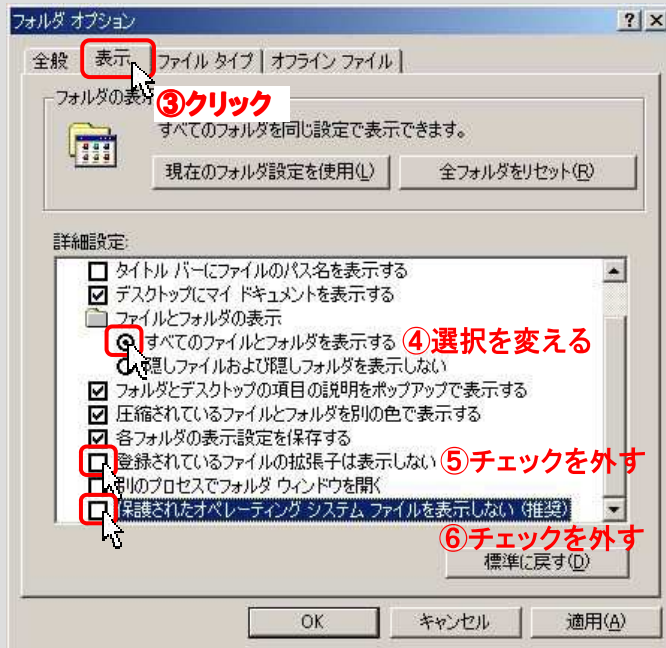 フォルダ オプション
全般 表示 ファイル タイプ オフライン ファイル
③クリック
フォルダの表
すべてのフォルダを同じ設定で表示できます。
現在のフォルダ設定を使用(L) 全フォルダをリセット(R)
詳細設定:
タイトル バーにファイルのパス名を表示する
デスクトップにマイ ドキュメントを表示する
ファイルとフォルダの表示
すべてのファイルとフォルダを表示する ④選択を変える
隠しファイルおよび隠しフォルダを表示しない
フォルダとデスクトップの項目の説明をポップアップで表示する
圧縮されているファイルとフォルダを別の色で表示する
各フォルダの表示設定を保存する
登録されているファイルの拡張子は表示しない ⑤チェックを外す
別のプロセスでフォルダ ウィンドウを開く
保護されたオペレーティング システム ファイルを表示しない (推奨)
⑥チェックを外す
標準に戻す(D)
OK キャンセル 適用(A)